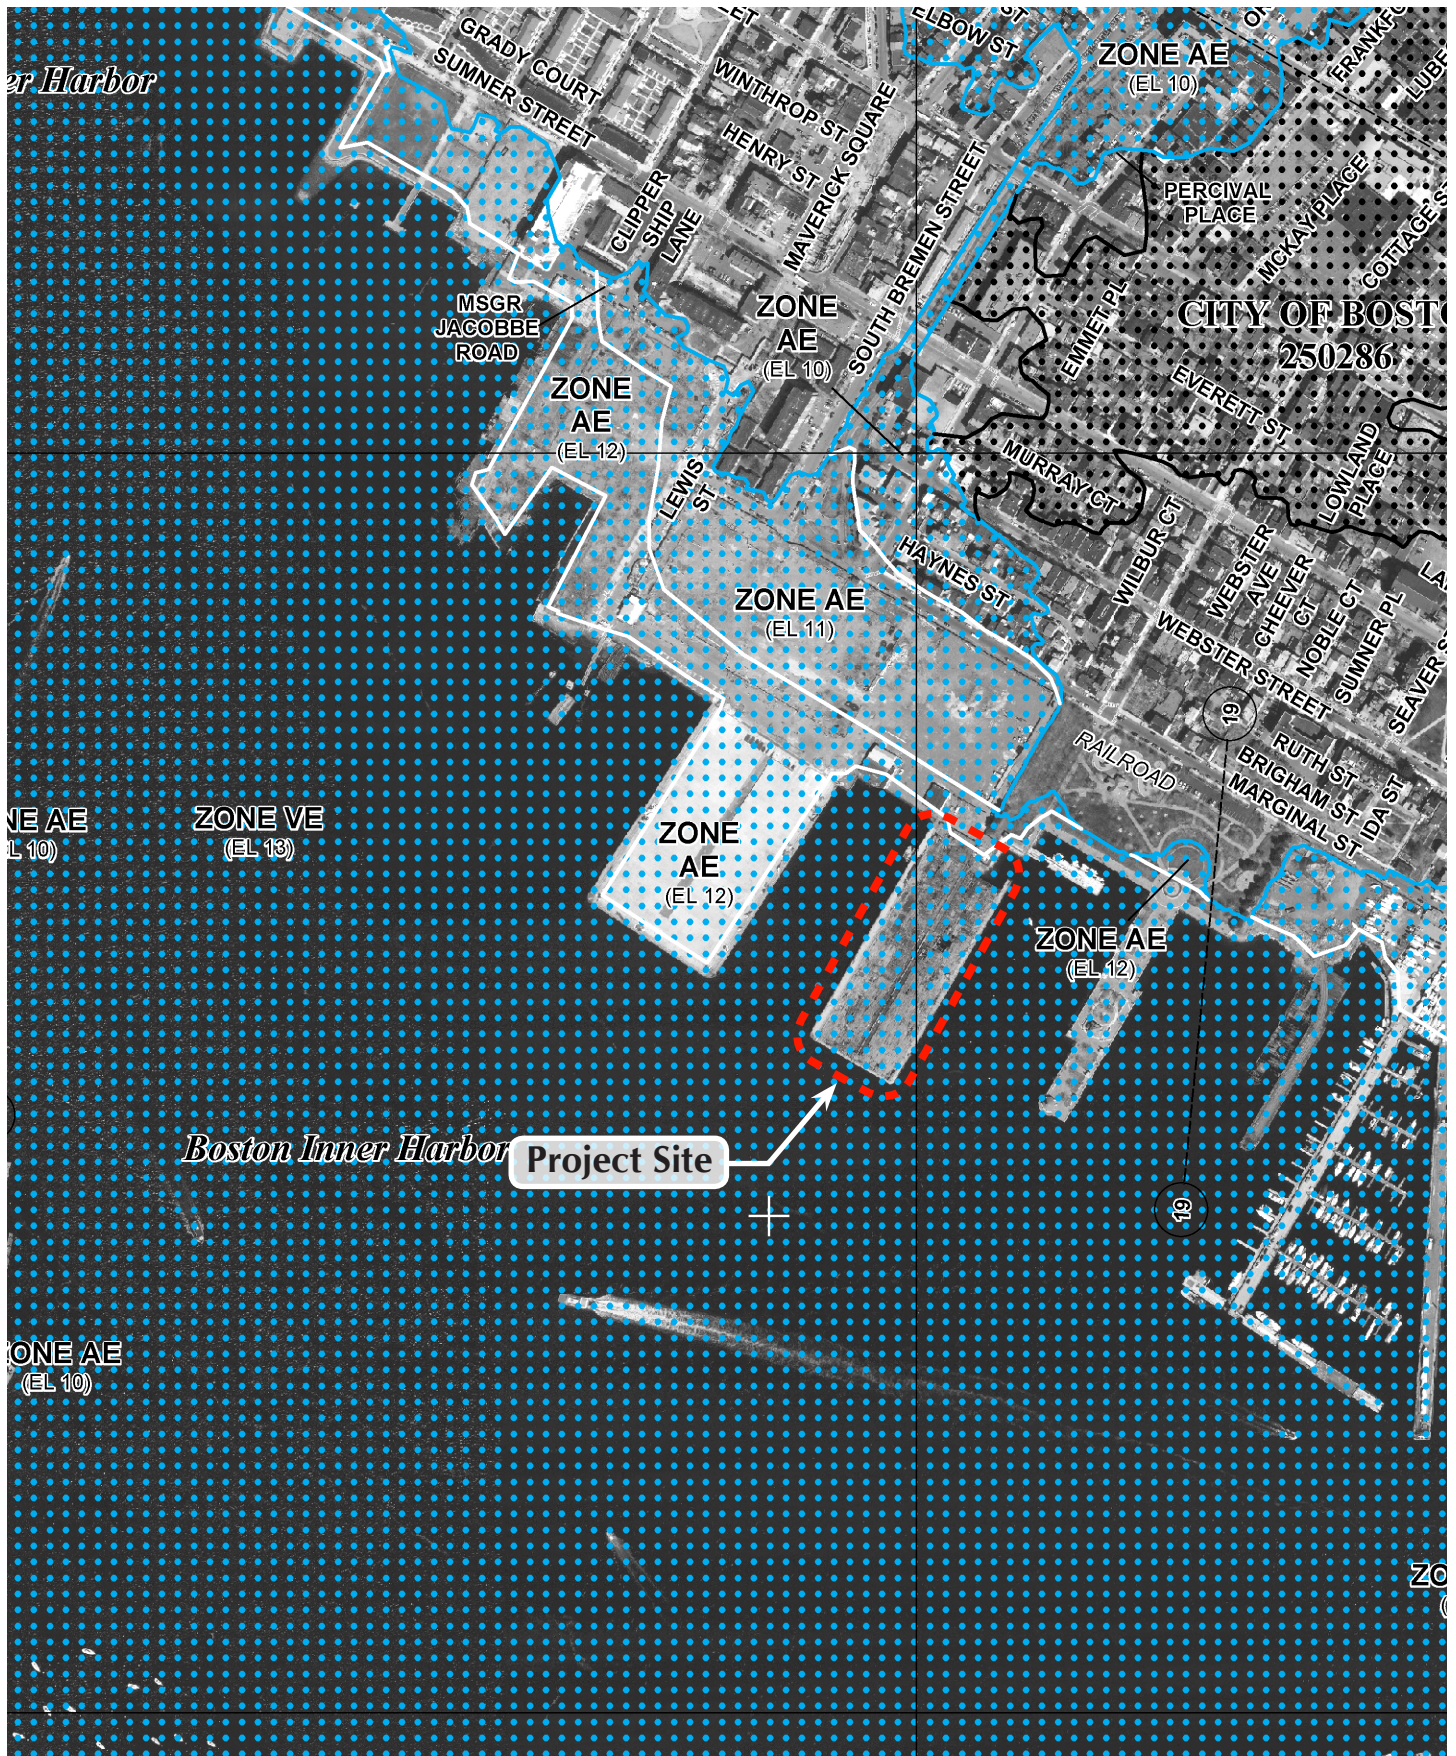 er Harbor
GRADY COURT
SUMNER STREET
WINTHROP ST
HENRY ST
MAVERICK SQUARE
ELBOW ST
ST
ZONE AE
(EL 10)
PERCIVAL
PLACE
MCKAY PLACE
CLIPPER
SHIP
LANE
SOUTH BREMEN STREET
MSGR
JACOBBE
ROAD
ZONE
AE
(EL 10)
EMMET PL
CITY OF BOSTO
250286
EVERETT ST
ZONE
AE
(EL 12)
LEWIS
ST
MURRAY CT
LOWLAND
PLACE
HAYNES ST
WILBUR CT
WEBSTER
AVE
CHEEVER
CT
NOBLE CT
SUMNER PL
ZONE AE
(EL 11)
WEBSTER STREET
19
RAILROAD
RUTH ST
BRIGHAM ST
MARGINAL ST
IDA ST
NE AE
L 10)
ZONE VE
(EL 13)
ZONE
AE
(EL 12)
ZONE AE
(EL 12)
Boston Inner Harbor
Project Site
19
ONE AE
(EL 10)
ZO